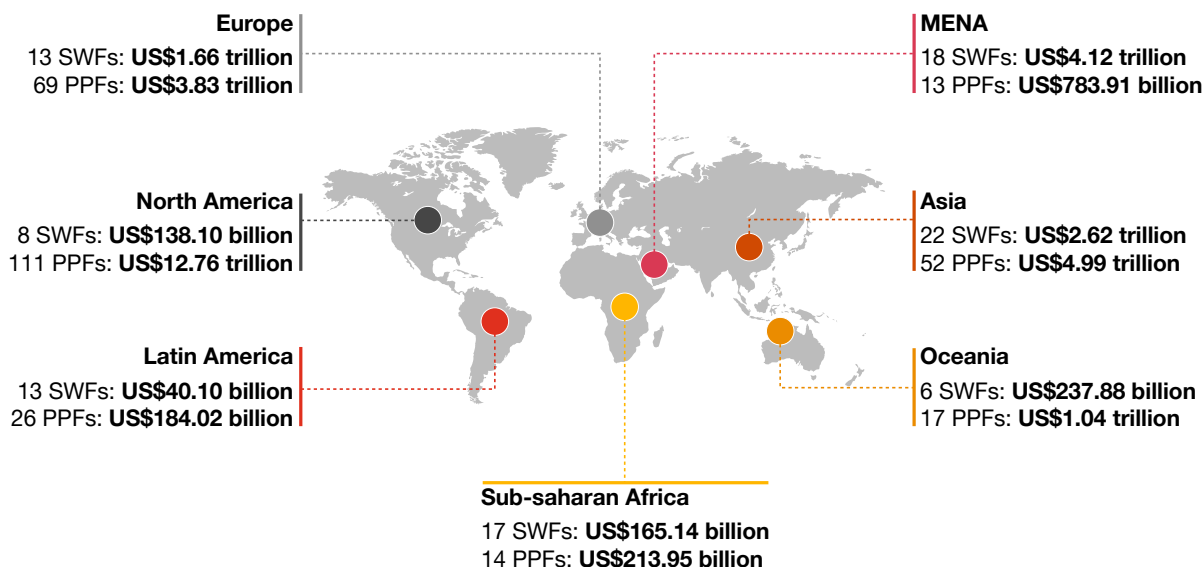 Europe
13 SWFs: US$1.66 trillion
69 PPFs: US$3.83 trillion
MENA
18 SWFs: US$4.12 trillion
13 PPFs: US$783.91 billion
North America
8 SWFs: US$138.10 billion
111 PPFs: US$12.76 trillion
Asia
22 SWFs: US$2.62 trillion
52 PPFs: US$4.99 trillion
Latin America
13 SWFs: US$40.10 billion
26 PPFs: US$184.02 billion
Oceania
6 SWFs: US$237.88 billion
17 PPFs: US$1.04 trillion
Sub-saharan Africa
17 SWFs: US$165.14 billion
14 PPFs: US$213.95 billion